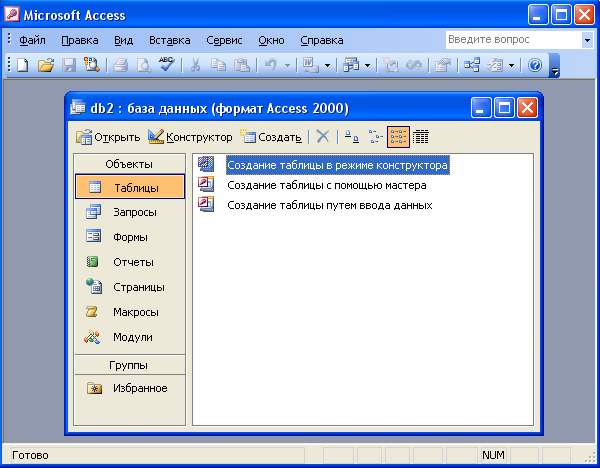 Microsoft Access
Файл Правка Вид Вставка Сервис Окно Справка Введите вопрос
db2 : база данных (формат Access 2000)
Открыть Конструктор Создать
Объекты
Таблицы
Запросы
Формы
Отчеты
Страницы
Макросы
Модули
Группы
Избранное
Создание таблицы в режиме конструктора
Создание таблицы с помощью мастера
Создание таблицы путем ввода данных
Готово NUM